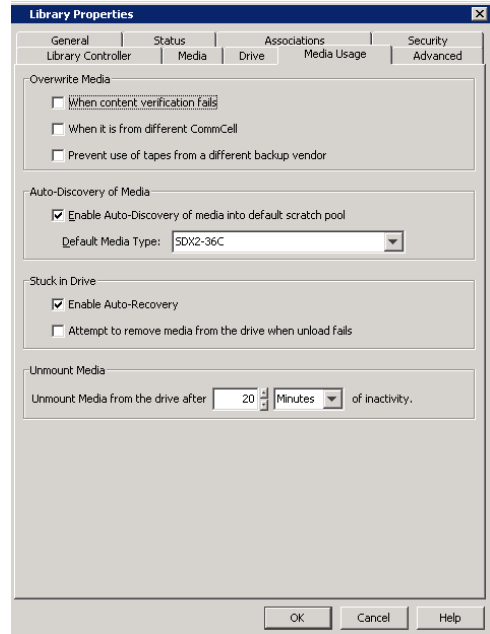 Library Properties
General Status Associations Security
Library Controller Media Drive Media Usage Advanced
Overwrite Media
When content verification fails
When it is from different CommCell
Prevent use of tapes from a different backup vendor
Auto-Discovery of Media
Enable Auto-Discovery of media into default scratch pool
Default Media Type: SDX2-36C
Stuck in Drive
Enable Auto-Recovery
Attempt to remove media from the drive when unload fails
Unmount Media
Unmount Media from the drive after 20 Minutes of inactivity.
OK Cancel Help